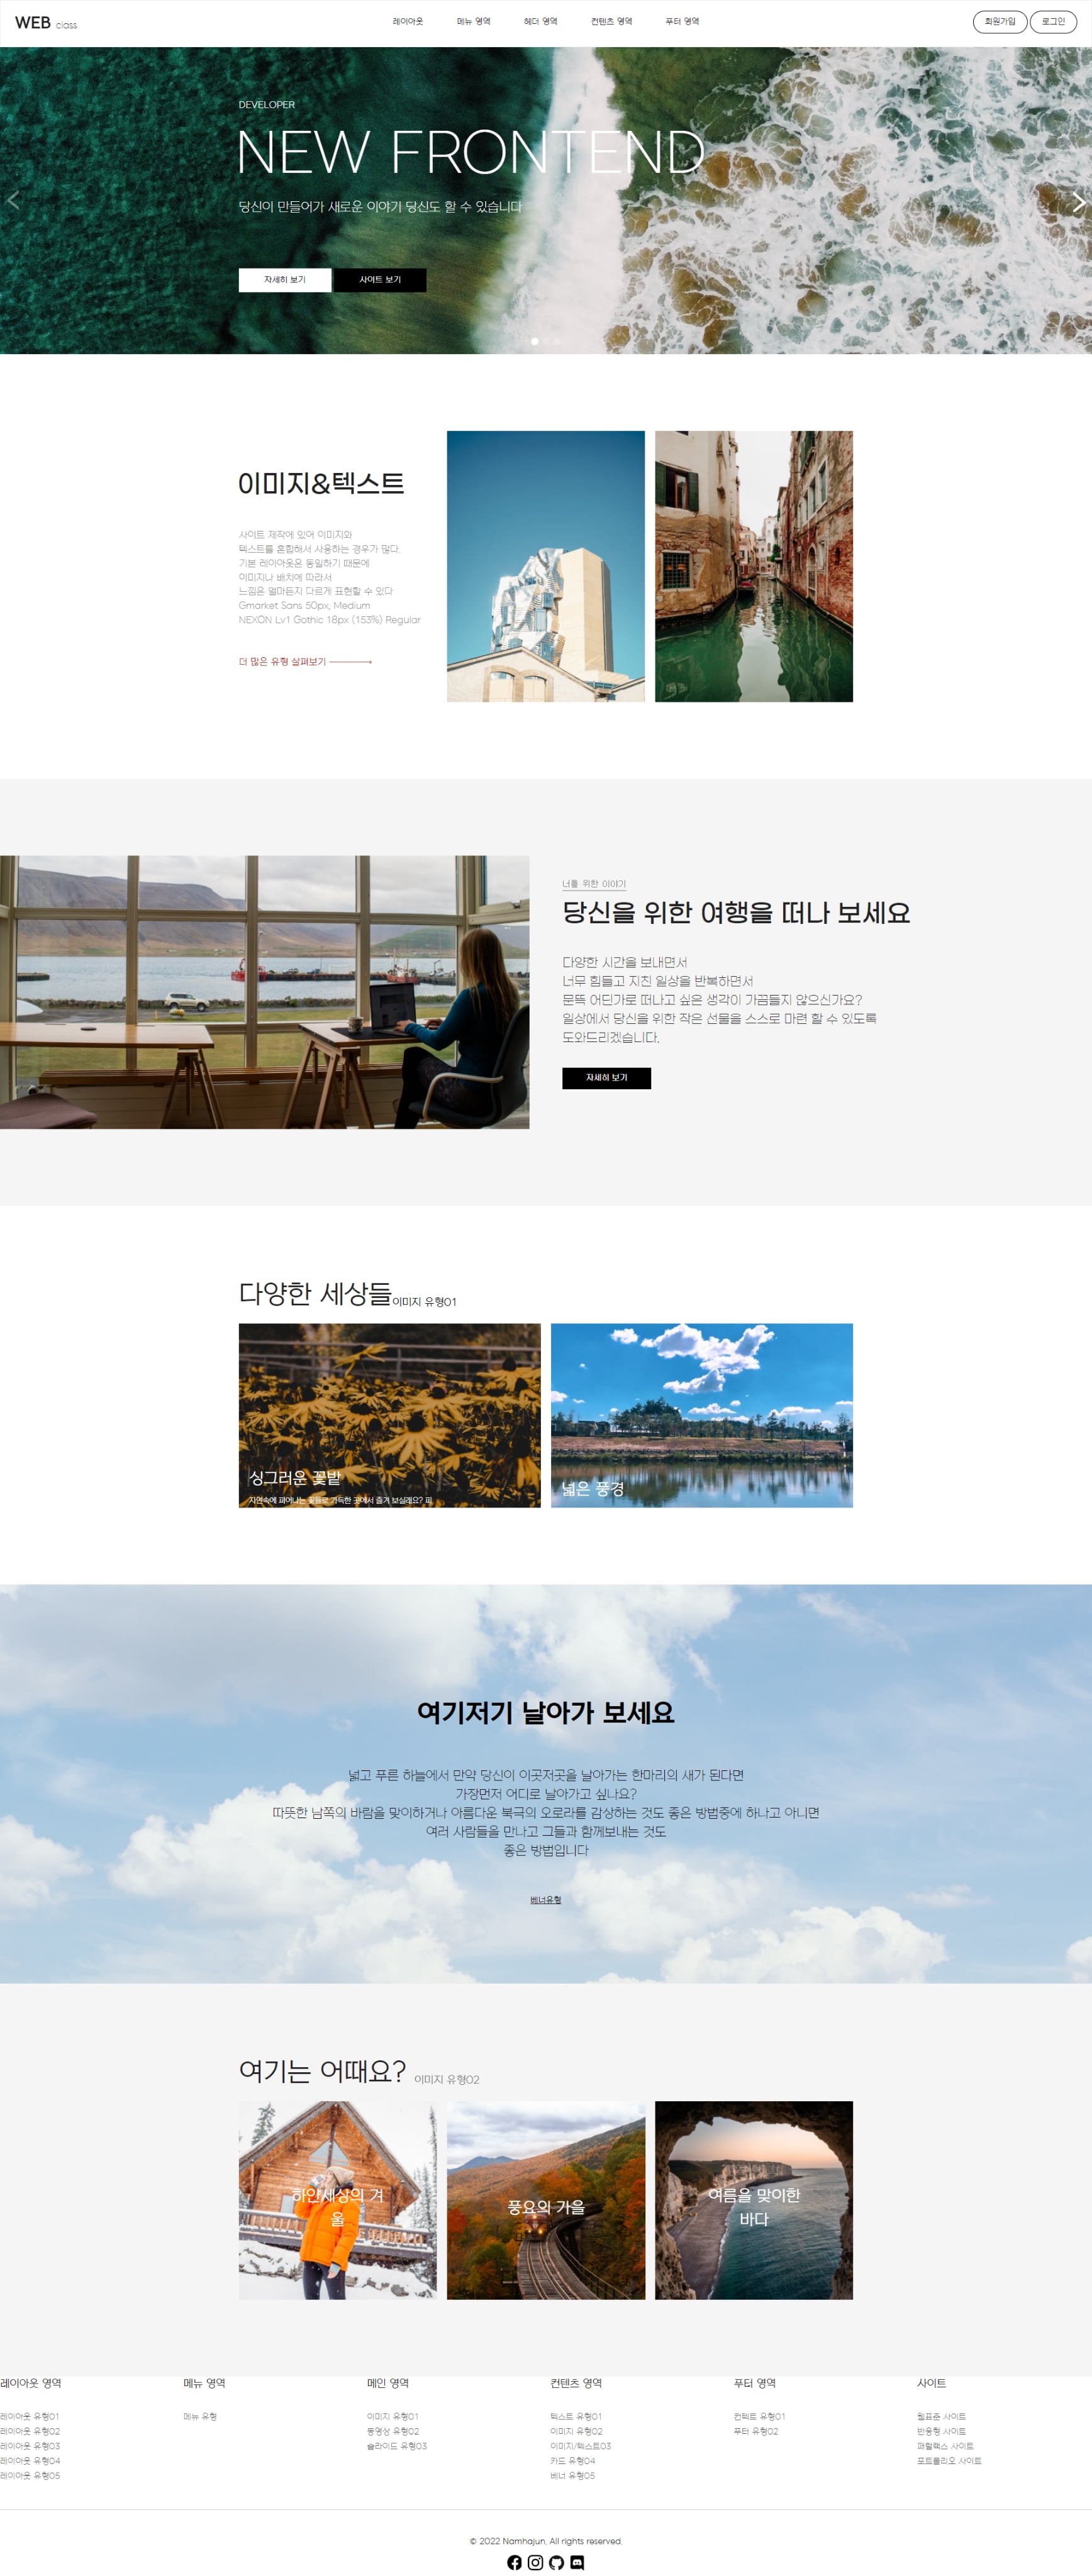 WEB class
레이아웃 메뉴 영역 헤더 영역 컨텐츠 영역 푸터 영역
회원가입 로그인
DEVELOPER
NEW FRONTEND
당신이 만들어가 새로운 이야기 당신도 할 수 있습니다
자세히 보기 사이트 보기
이미지&텍스트
사이트 제작에 있어 이미지와
텍스트를 혼합해서 사용하는 경우가 많다.
기본 레이아웃은 동일하기 때문에
이미지나 배치에 따라서
느낌은 얼마든지 다르게 표현할 수 있다
Gmarket Sans 50px, Medium
NEXON Lv1 Gothic 18px (153%) Regular
더 많은 유형 살펴보기
너를 위한 이야기
당신을 위한 여행을 떠나 보세요
다양한 시간을 보내면서
너무 힘들고 지친 일상을 반복하면서
문뜩 어딘가로 떠나고 싶은 생각이 가끔들지 않으신가요?
일상에서 당신을 위한 작은 선물을 스스로 마련 할 수 있도록
도와드리겠습니다.
자세히 보기
다양한 세상들 이미지 유형01
싱그러운 꽃밭
자연속에 피어나는 꽃들로 가득한 곳에서 즐겨 보실래요? 피
넓은 풍경
여기저기 날아가 보세요
넓고 푸른 하늘에서 만약 당신이 이곳저곳을 날아가는 한마리의 새가 된다면
가장먼저 어디로 날아가고 싶나요?
따뜻한 남쪽의 바람을 맞이하거나 아름다운 북극의 오로라를 감상하는 것도 좋은 방법중에 하나고 아니면
여러 사람들을 만나고 그들과 함께보내는 것도
좋은 방법입니다
베너유형
여기는 어때요? 이미지 유형02
하얀세상의 겨
울
풍요의 가을
여름을 맞이한
바다
레이아웃 영역
레이아웃 유형01
레이아웃 유형02
레이아웃 유형03
레이아웃 유형04
레이아웃 유형05
메뉴 영역
메뉴 유형
메인 영역
이미지 유형01
동영상 유형02
슬라이드 유형03
컨텐츠 영역
텍스트 유형01
이미지 유형02
이미지/텍스트03
카드 유형04
베너 유형05
푸터 영역
컨텍트 유형01
푸터 유형02
사이트
웹표준 사이트
반응형 사이트
패럴랙스 사이트
포트폴리오 사이트
© 2022 Namhajun. All rights reserved.